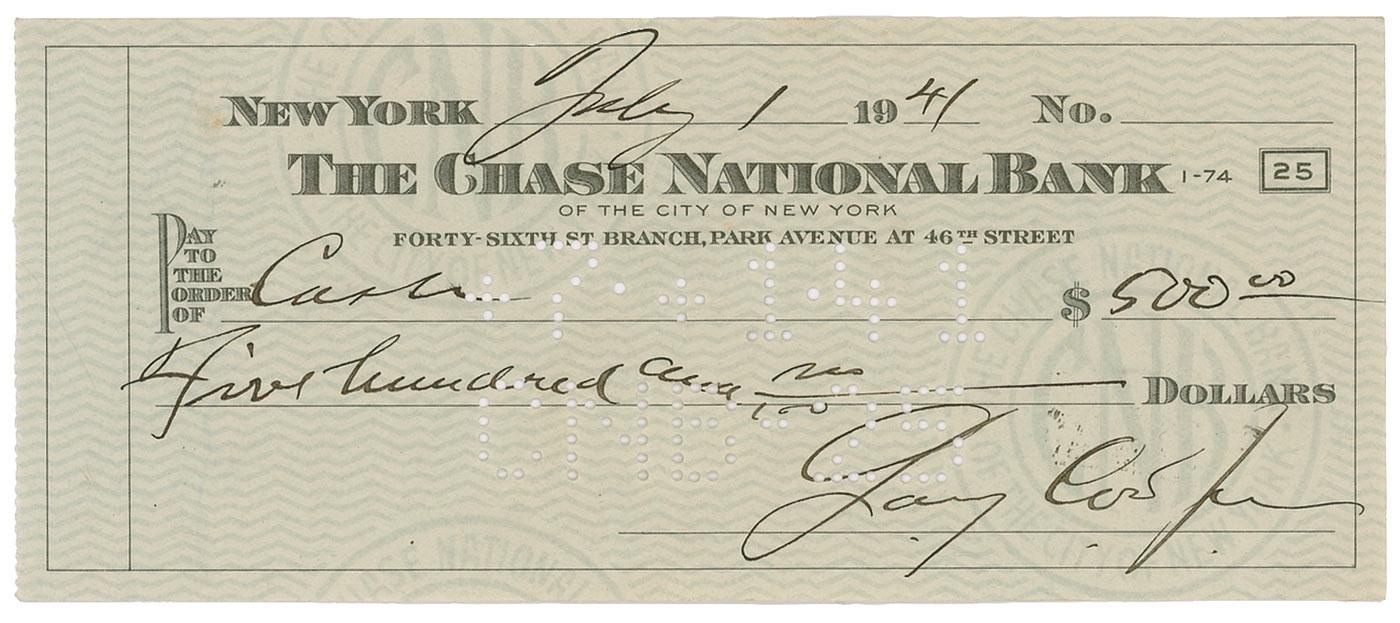 NEW YORK July 1 1941 No.
THE CHASE NATIONAL BANK 1-74 25
OF THE CITY OF NEW YORK
FORTY-SIXTH ST BRANCH, PARK AVENUE AT 46TH STREET
PAY TO THE ORDER OF Cash $ 500 00
Five hundred and no/100 DOLLARS
Gary Cooper